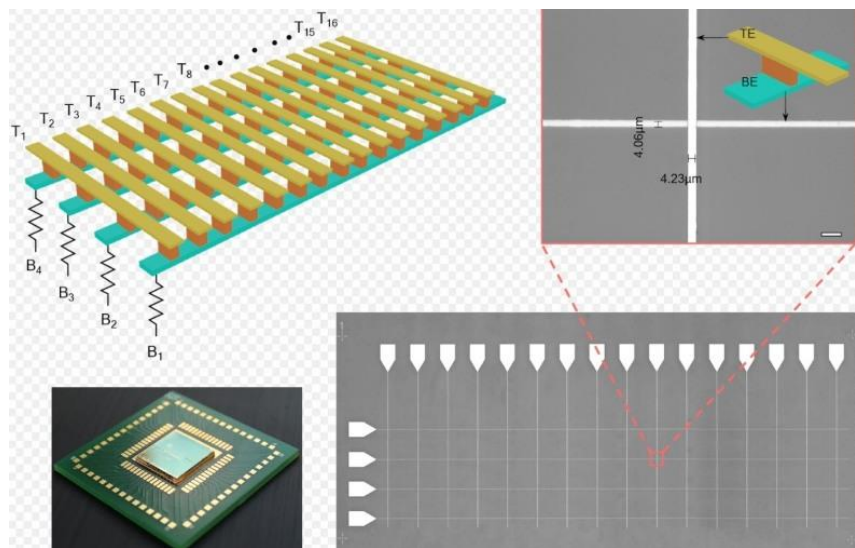 T₁
T₂
T₃
T₄
T₅
T₆
T₇
T₈
T₁₅
T₁₆
B₄
B₃
B₂
B₁
TE
BE
4.06μm
4.23μm